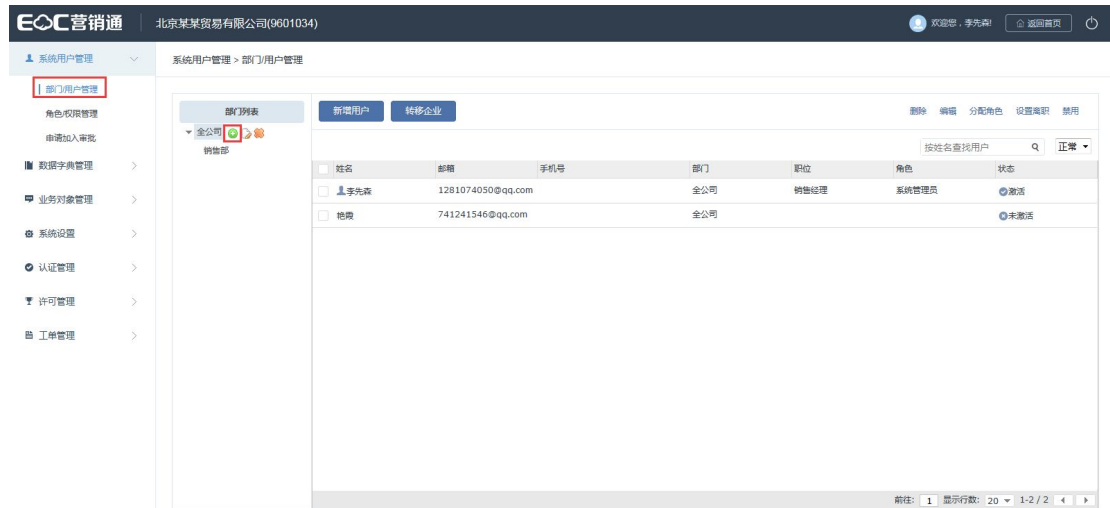 EOC营销通 北京某某贸易有限公司(9601034) 欢迎您，李先森! 返回首页
系统用户管理
系统用户管理 > 部门/用户管理
部门/用户管理
角色/权限管理
申请加入审批
数据字典管理
业务对象管理
系统设置
认证管理
许可管理
工单管理
部门列表
全公司
销售部
新增用户 转移企业 删除 编辑 分配角色 设置离职 禁用
按姓名查找用户 正常
姓名 邮箱 手机号 部门 职位 角色 状态
李先森 1281074050@qq.com 全公司 销售经理 系统管理员 激活
艳霞 741241546@qq.com 全公司 未激活
前往: 1 显示行数: 20 1-2 / 2